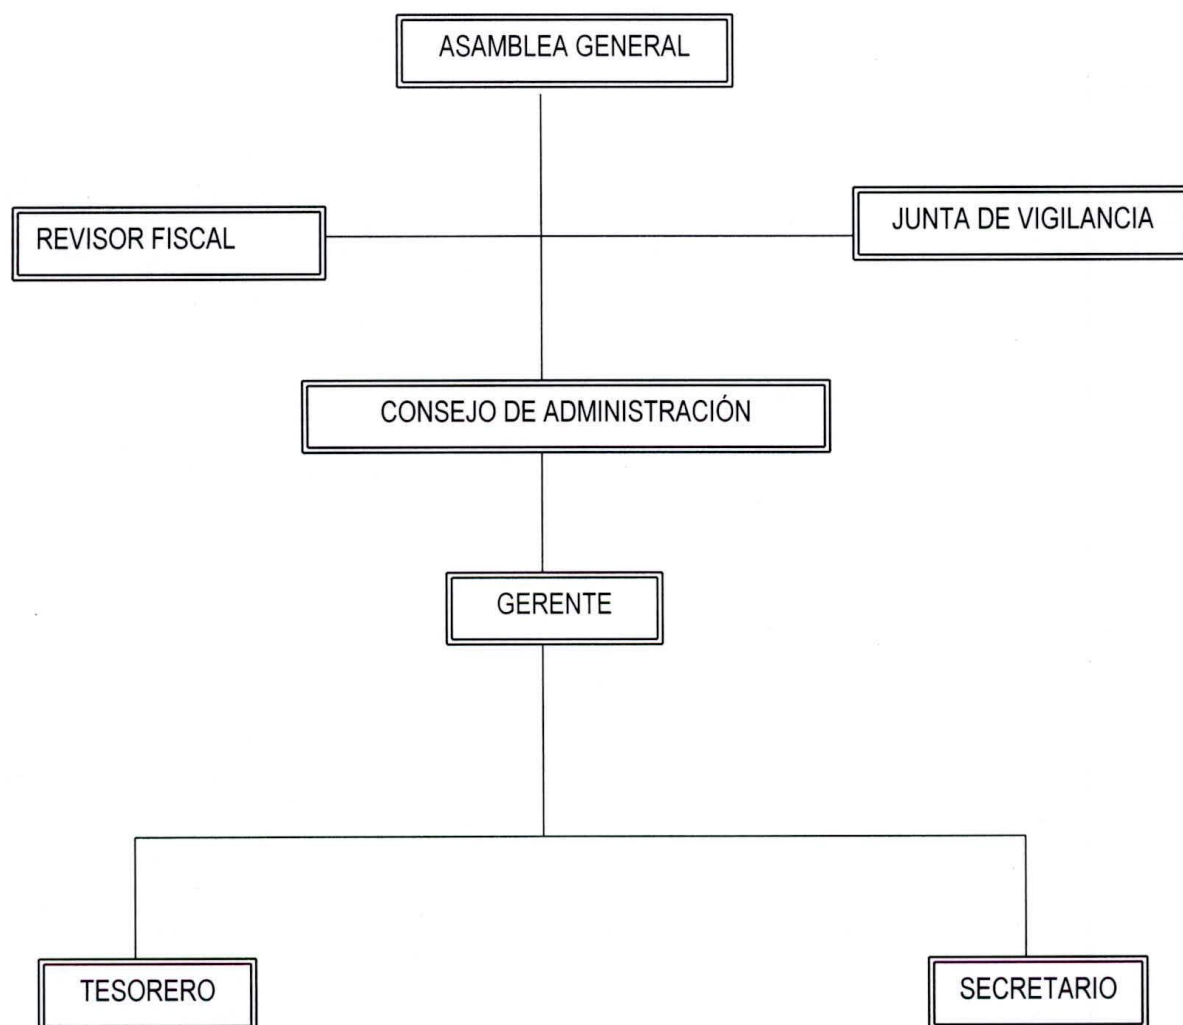 ASAMBLEA GENERAL
REVISOR FISCAL
JUNTA DE VIGILANCIA
CONSEJO DE ADMINISTRACIÓN
GERENTE
TESORERO
SECRETARIO